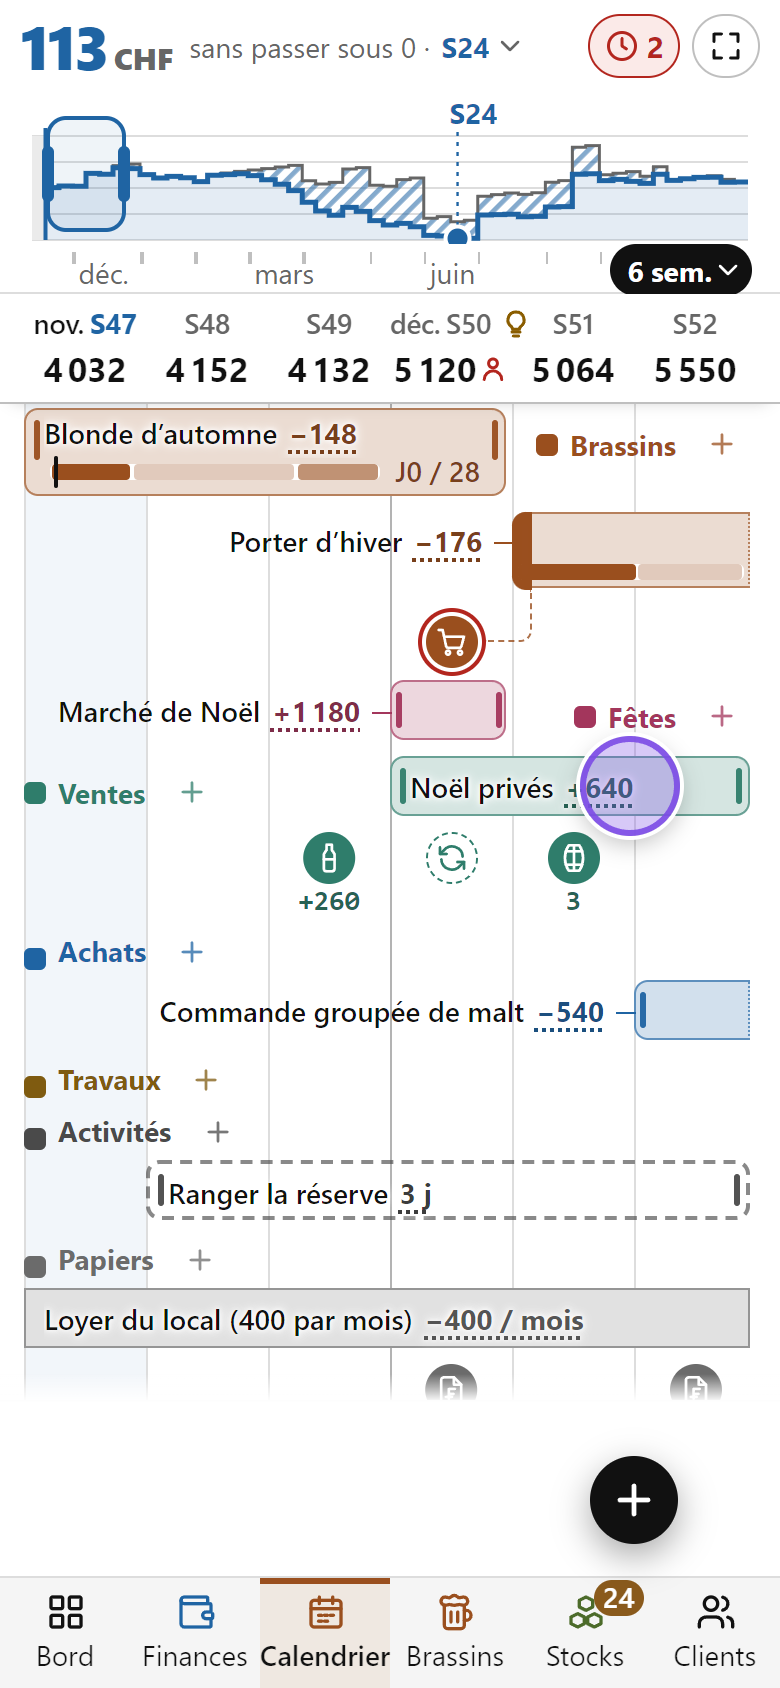 113 CHF sans passer sous 0 · S24
2
S24
déc. mars juin
6 sem.
nov. S47 S48 S49 déc. S50 S51 S52
4 032 4 152 4 132 5 120 5 064 5 550
Blonde d’automne −148
J0 / 28
Brassins +
Porter d’hiver −176
Marché de Noël +1 180
Fêtes +
Ventes +
Noël privés +640
+260
3
Achats +
Commande groupée de malt −540
Travaux +
Activités +
Ranger la réserve 3 j
Papiers +
Loyer du local (400 par mois) −400 / mois
+
24
Bord Finances Calendrier Brassins Stocks Clients